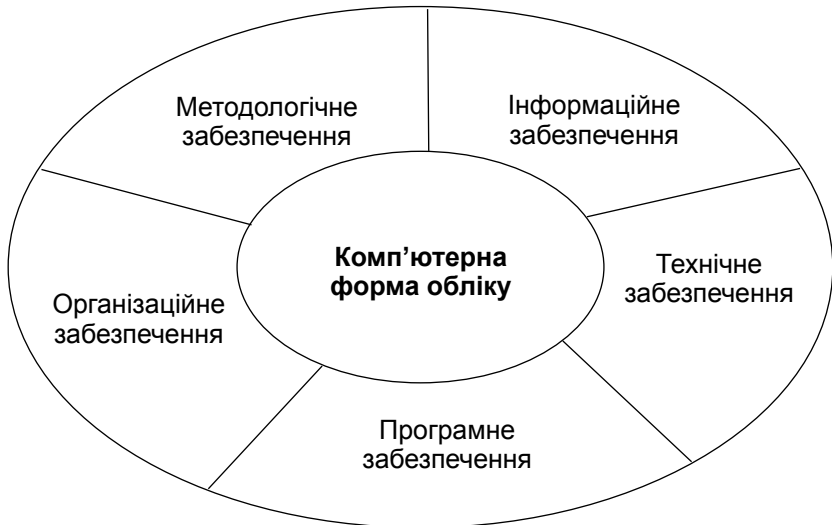 Методологічне
забезпечення
Інформаційне
забезпечення
Комп’ютерна
форма обліку
Технічне
забезпечення
Організаційне
забезпечення
Програмне
забезпечення